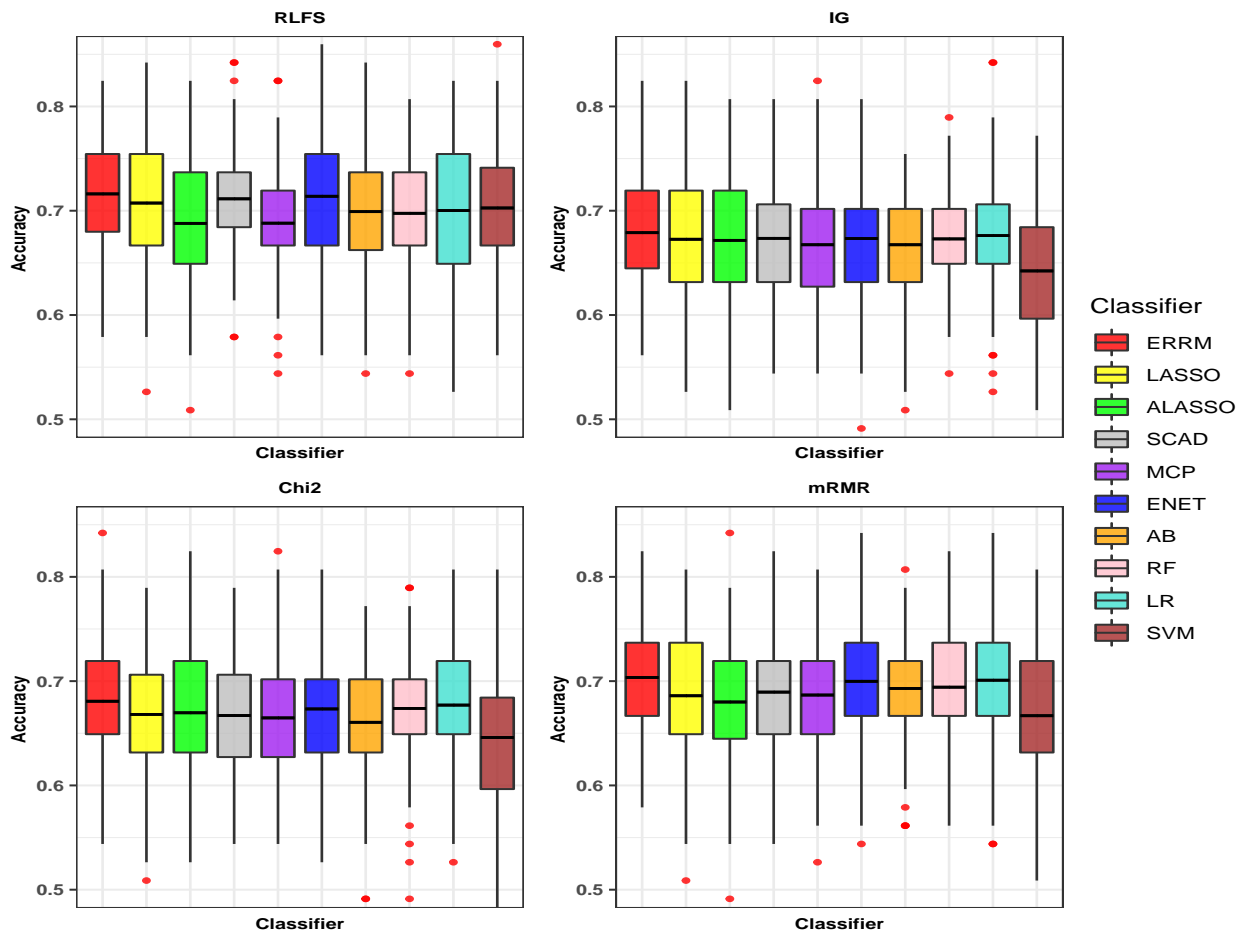 RLFS
IG
0.8
0.7
0.6
0.5
Accuracy
Classifier
0.8
0.7
0.6
0.5
Accuracy
Classifier
Chi2
mRMR
0.8
0.7
0.6
0.5
Accuracy
Classifier
0.8
0.7
0.6
0.5
Accuracy
Classifier
Classifier
ERRM
LASSO
ALASSO
SCAD
MCP
ENET
AB
RF
LR
SVM